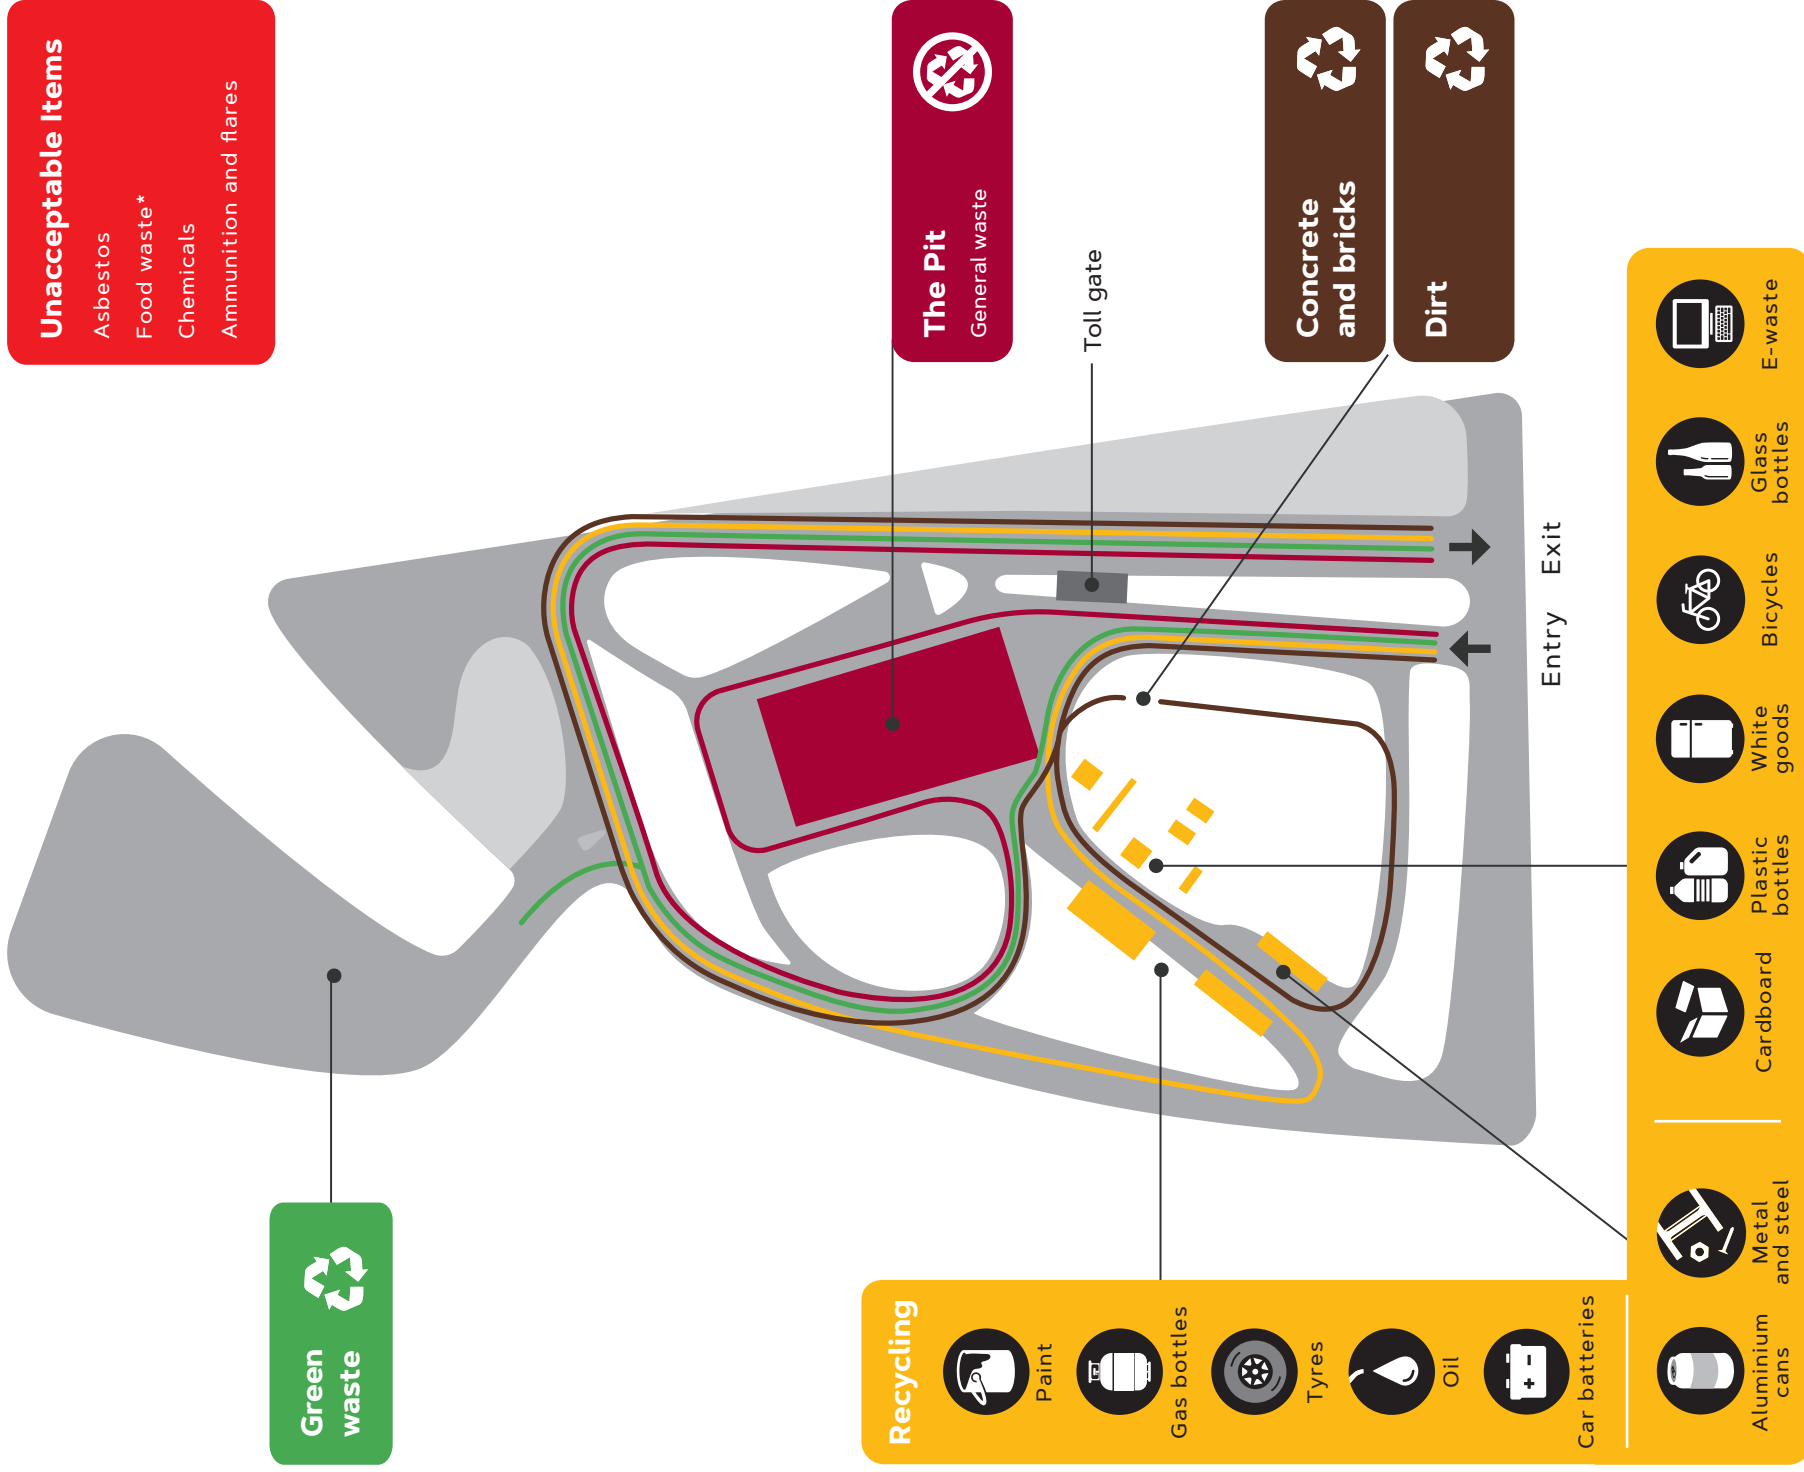 Unacceptable Items
Asbestos
Food waste*
Chemicals
Ammunition and flares
The Pit
General waste
Toll gate
Concrete
and bricks
Dirt
Exit
Entry
Green
waste
Recycling
Paint
Gas bottles
Tyres
Oil
Car batteries
Aluminium
cans
Metal
and steel
Cardboard
Plastic
bottles
White
goods
Bicycles
Glass
bottles
E-waste